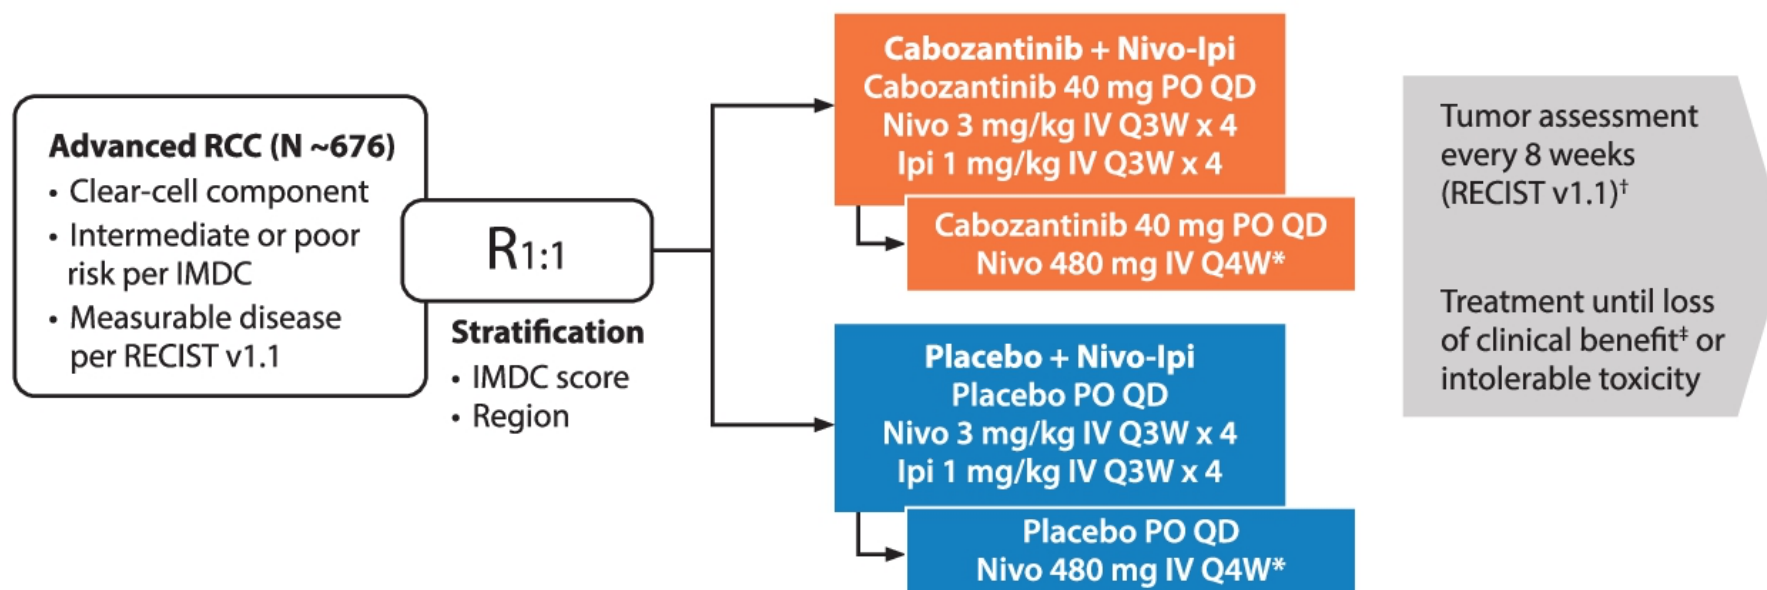 Advanced RCC (N ~676)
• Clear-cell component
• Intermediate or poor
risk per IMDC
• Measurable disease
per RECIST v1.1
R1:1
Stratification
• IMDC score
• Region
Cabozantinib + Nivo-Ipi
Cabozantinib 40 mg PO QD
Nivo 3 mg/kg IV Q3W x 4
Ipi 1 mg/kg IV Q3W x 4
Cabozantinib 40 mg PO QD
Nivo 480 mg IV Q4W*
Placebo + Nivo-Ipi
Placebo PO QD
Nivo 3 mg/kg IV Q3W x 4
Ipi 1 mg/kg IV Q3W x 4
Placebo PO QD
Nivo 480 mg IV Q4W*
Tumor assessment
every 8 weeks
(RECIST v1.1)†
Treatment until loss
of clinical benefit‡ or
intolerable toxicity